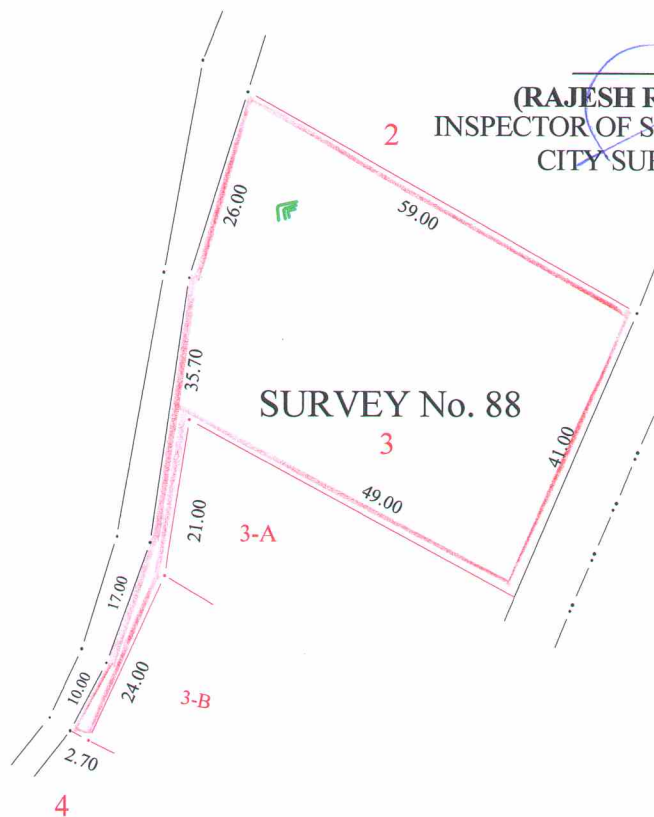 (RAJESH R
INSPECTOR OF S
CITY SUR
2
59.00
26.00
35.70
SURVEY No. 88
3
41.00
49.00
21.00
3-A
17.00
24.00
10.00
3-B
2.70
4